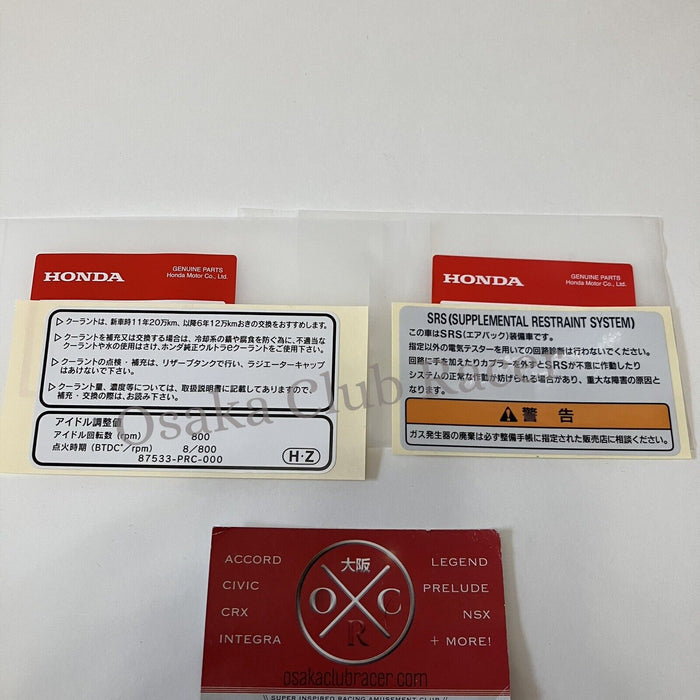 HONDA
GENUINE PARTS
Honda Motor Co., Ltd.
▷クーラントは、新車時11年20万km、以降6年12万kmおきの交換をおすすめします。
▷クーラントを補充又は交換する場合は、冷却系の錆や腐食を防ぐ為に、不適当な
クーラントや水の使用はさけ、ホンダ純正ウルトラeクーラントをご使用下さい。
▷クーラントの点検・補充は、リザーブタンクで行い、ラジエーターキャップ
はあけないで下さい。
▷クーラント量、濃度等については、取扱説明書に記載してありますので、
補充・交換の際は、お読み下さい。
アイドル調整値
アイドル回転数(rpm) 800
点火時期(BTDC°/rpm) 8/800
87533-PRC-000
H·Z
HONDA
GENUINE PARTS
Honda Motor Co., Ltd.
SRS(SUPPLEMENTAL RESTRAINT SYSTEM)
この車はSRS(エアバック)装備車です。
指定以外の電気テスターを用いての回路診断は行わないでください。
回路に手を加えたりカプラーを外すとSRSが不意に作動したり
システムの正常な作動が妨げられる場合があり、重大な障害の原因と
なります。
警告
ガス発生器の廃棄は必ず整備手帳に指定された販売店に相談ください。
Osaka Club Racer
ACCORD
CIVIC
CRX
INTEGRA
大阪
O C
R
LEGEND
PRELUDE
NSX
+ MORE!
osakaclubracer.com
\\ SUPER INSPIRED RACING AMUSEMENT CLUB //